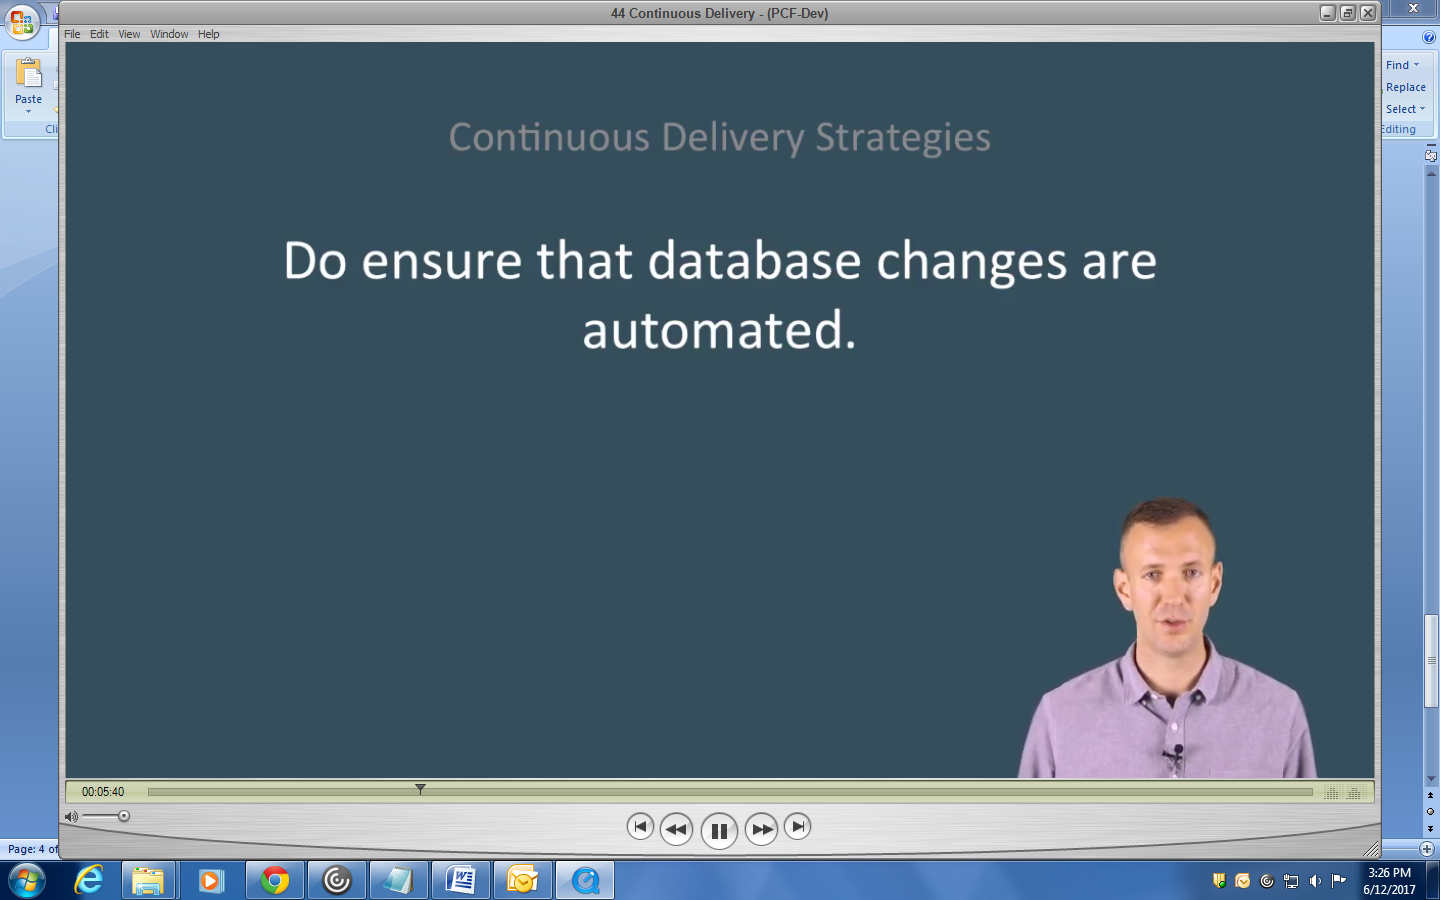 44 Continuous Delivery - (PCF-Dev)
File Edit View Window Help
Find
Paste
Replace
Select
Editing
Continuous Delivery Strategies
Do ensure that database changes are
automated.
00:05:40
Page: 4 of
3:26 PM
6/12/2017